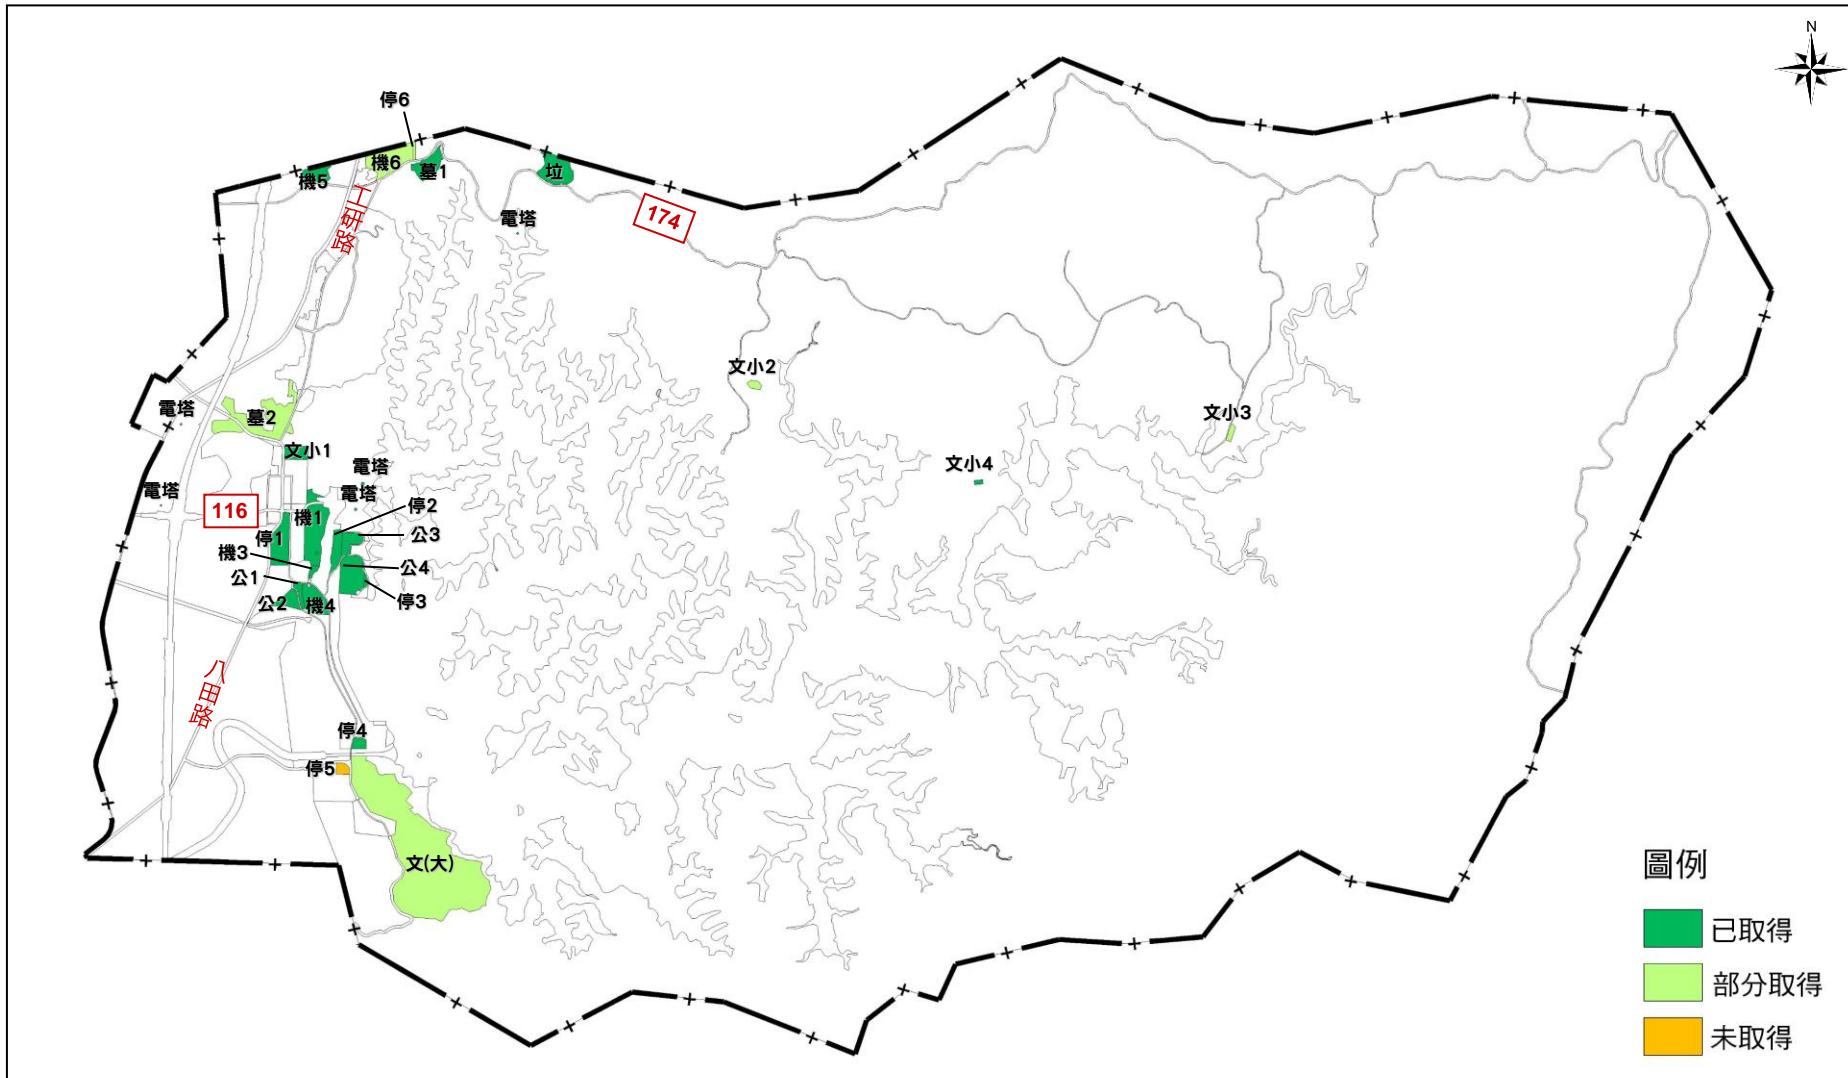 N
停6
機6
機5
墓1
垃
電塔
174
工研路
文小2
電塔
墓2
文小3
文小1
電塔
文小4
電塔
電塔
116
機1
停2
停1
公3
機3
公4
公1
停3
公2
機4
八田路
停4
停5
文(大)
圖例
已取得
部分取得
未取得